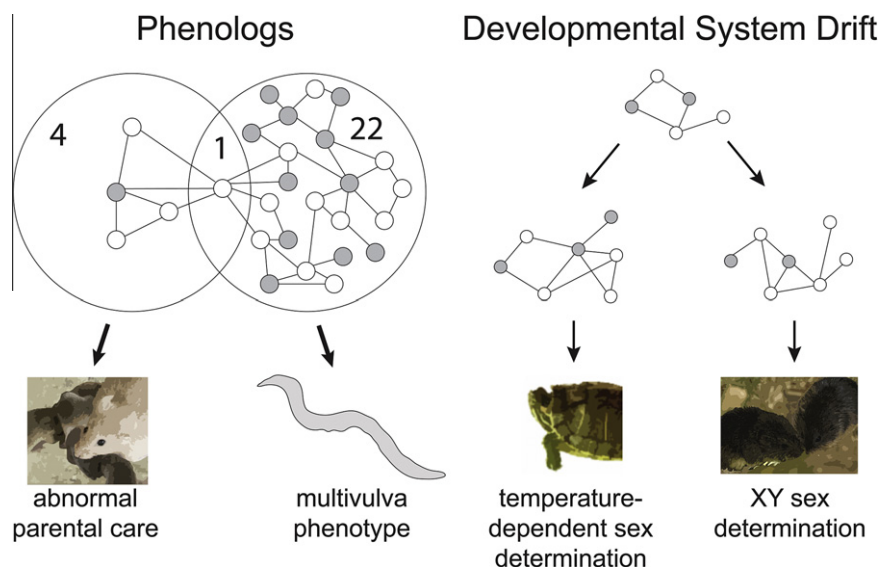 Phenologs
Developmental System Drift
4
1
22
abnormal
parental care
multivulva
phenotype
temperature-
dependent sex
determination
XY sex
determination